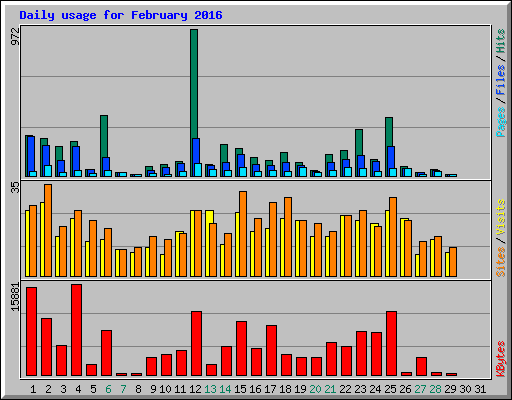 Daily usage for February 2016
972
35
15881
Pages / Files / Hits
Sites / Visits
KBytes
1 2 3 4 5 6 7 8 9 10 11 12 13 14 15 16 17 18 19 20 21 22 23 24 25 26 27 28 29 30 31